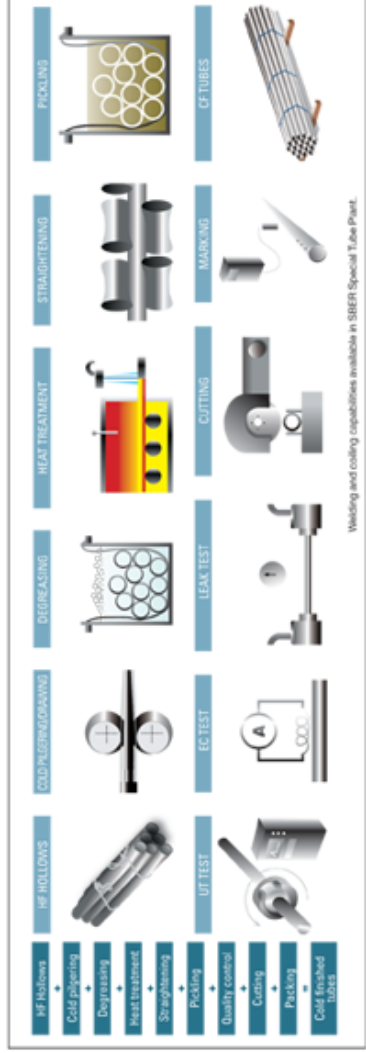 HF Hollows
+
Cold pilgering
+
Degreasing
+
Heat treatment
+
Straightening
+
Pickling
+
Quality control
+
Cutting
+
Packing
=
Cold finished
tubes
HF HOLLOWS
COLD PILGERING/DRAWING
DEGREASING
HEAT TREATMENT
STRAIGHTENING
PICKLING
UT TEST
EC TEST
A
LEAK TEST
CUTTING
MARKING
CF TUBES
Welding and coiling capabilities available in SBER Special Tube Plant.